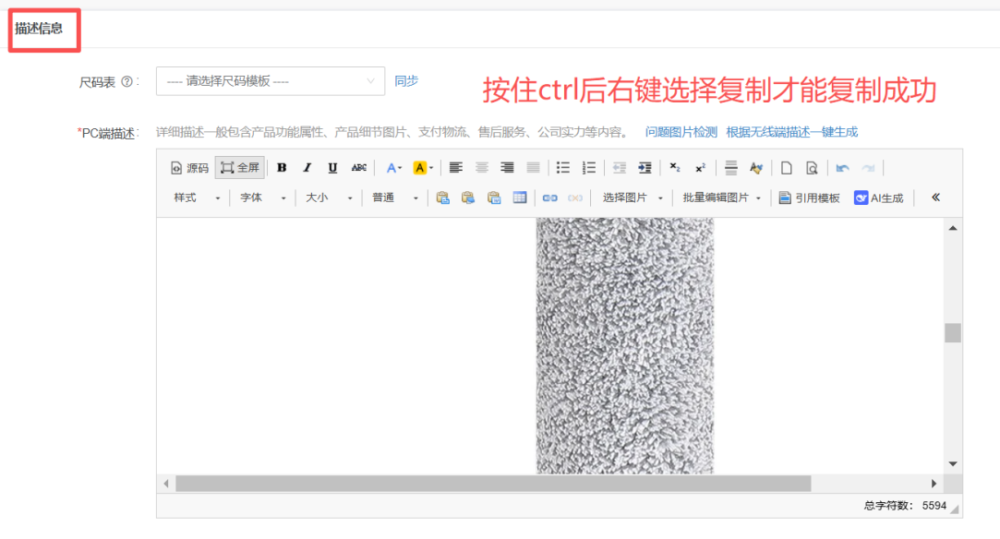 描述信息
尺码表 ?: ---- 请选择尺码模板 ---- 同步
按住ctrl后右键选择复制才能复制成功
*PC端描述: 详细描述一般包含产品功能属性、产品细节图片、支付物流、售后服务、公司实力等内容。 问题图片检测 根据无线端描述一键生成
源码 全屏 B I U ABC A A x₂ x²
样式 字体 大小 普通 选择图片 批量编辑图片 引用模板 AI生成 «
总字符数: 5594